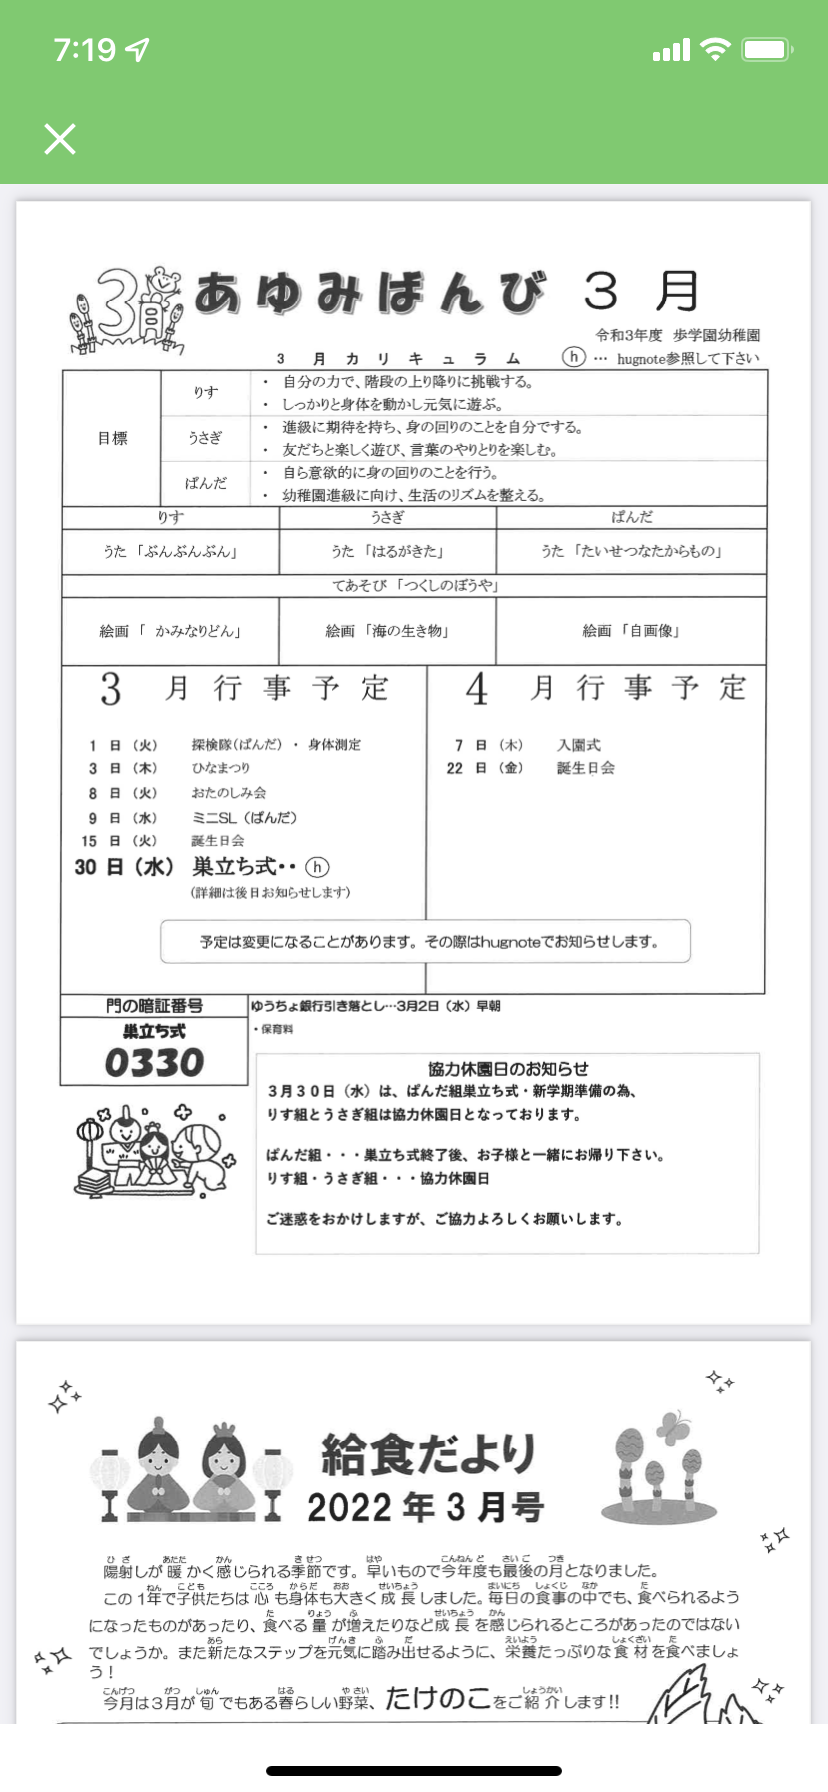 7:19
3月
あゆみぱんび 3 月
令和3年度 歩学園幼稚園
3 月 カ リ キ ュ ラ ム
h … hugnote参照して下さい
目標
りす
・ 自分の力で、階段の上り降りに挑戦する。
・ しっかりと身体を動かし元気に遊ぶ。
うさぎ
・ 進級に期待を持ち、身の回りのことを自分でする。
・ 友だちと楽しく遊び、言葉のやりとりを楽しむ。
ぱんだ
・ 自ら意欲的に身の回りのことを行う。
・ 幼稚園進級に向け、生活のリズムを整える。
りす うさぎ ぱんだ
うた「ぶんぶんぶん」 うた 「はるがきた」 うた 「たいせつなたからもの」
てあそび 「つくしのぼうや」
絵画「 かみなりどん」 絵画 「海の生き物」 絵画 「自画像」
3 月 行 事 予 定
1 日 (火) 探検隊(ぱんだ) ・ 身体測定
3 日 (木) ひなまつり
8 日 (火) おたのしみ会
9 日 (水) ミニSL (ぱんだ)
15 日 (火) 誕生日会
30 日 (水) 巣立ち式・・ h
(詳細は後日お知らせします)
4 月 行 事 予 定
7 日 (木) 入園式
22 日 (金) 誕生日会
予定は変更になることがあります。その際はhugnoteでお知らせします。
門の暗証番号
巣立ち式
0330
ゆうちょ銀行引き落とし…3月2日(水)早朝
・保育料
協力休園日のお知らせ
3月30日(水)は、ぱんだ組巣立ち式・新学期準備の為、
りす組とうさぎ組は協力休園日となっております。
ぱんだ組・・・巣立ち式終了後、お子様と一緒にお帰り下さい。
りす組・うさぎ組・・・協力休園日
ご迷惑をおかけしますが、ご協力よろしくお願いします。
給食だより
2022 年 3 月号
陽射しが暖かく感じられる季節です。早いもので今年度も最後の月となりました。
この1年で子供たちは心も身体も大きく成長しました。毎日の食事の中でも、食べられるよう
になったものがあったり、食べる量が増えたりなど成長を感じられるところがあったのではない
でしょうか。また新たなステップを元気に踏み出せるように、栄養たっぷりな食材を食べましょ
う！
今月は3月が旬でもある春らしい野菜、たけのこをご紹介します!!